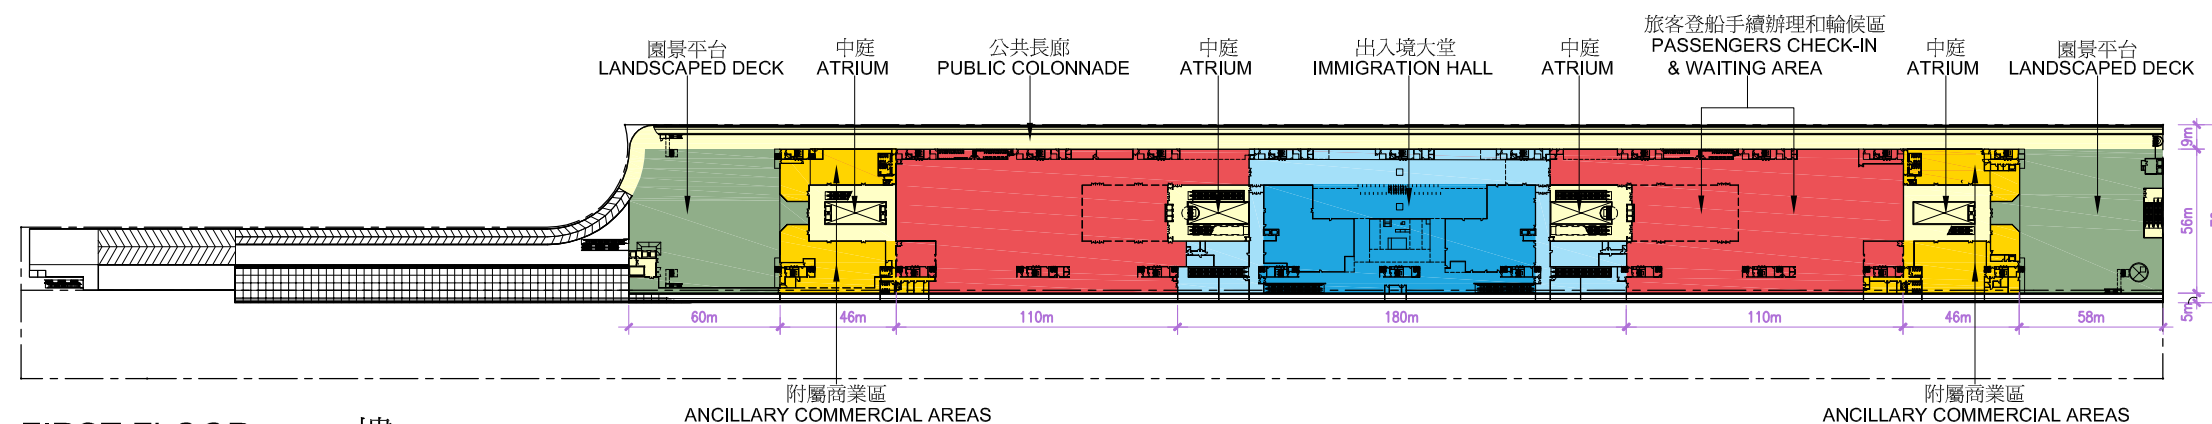 旅客登船手續辦理和輪候區
園景平台 中庭 公共長廊 中庭 出入境大堂 中庭 PASSENGERS CHECK-IN 中庭 園景平台
LANDSCAPED DECK ATRIUM PUBLIC COLONNADE ATRIUM IMMIGRATION HALL ATRIUM & WAITING AREA ATRIUM LANDSCAPED DECK
9m
56m
5m
60m 46m 110m 180m 110m 46m 58m
附屬商業區 附屬商業區
ANCILLARY COMMERCIAL AREAS ANCILLARY COMMERCIAL AREAS